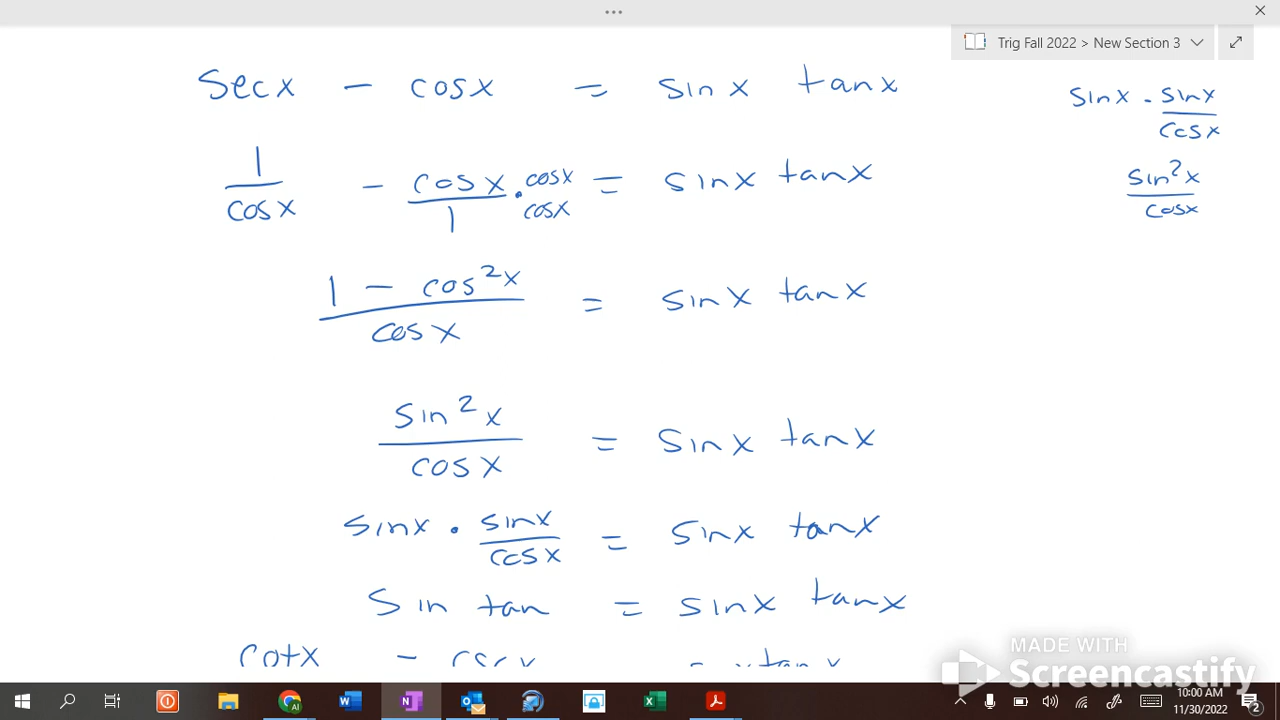 Trig Fall 2022 > New Section 3
sec x - cos x = sin x tan x
1/cos x - cos x/1 · cos x/cos x = sin x tan x
1 - cos²x/cos x = sin x tan x
sin²x/cos x = sin x tan x
sin x · sin x/cos x = sin x tan x
sin tan = sin x tan x
cot x -
sin x · sin x/cos x
sin²x/cos x
MADE WITH
Screencastify
10:00 AM
11/30/2022
2